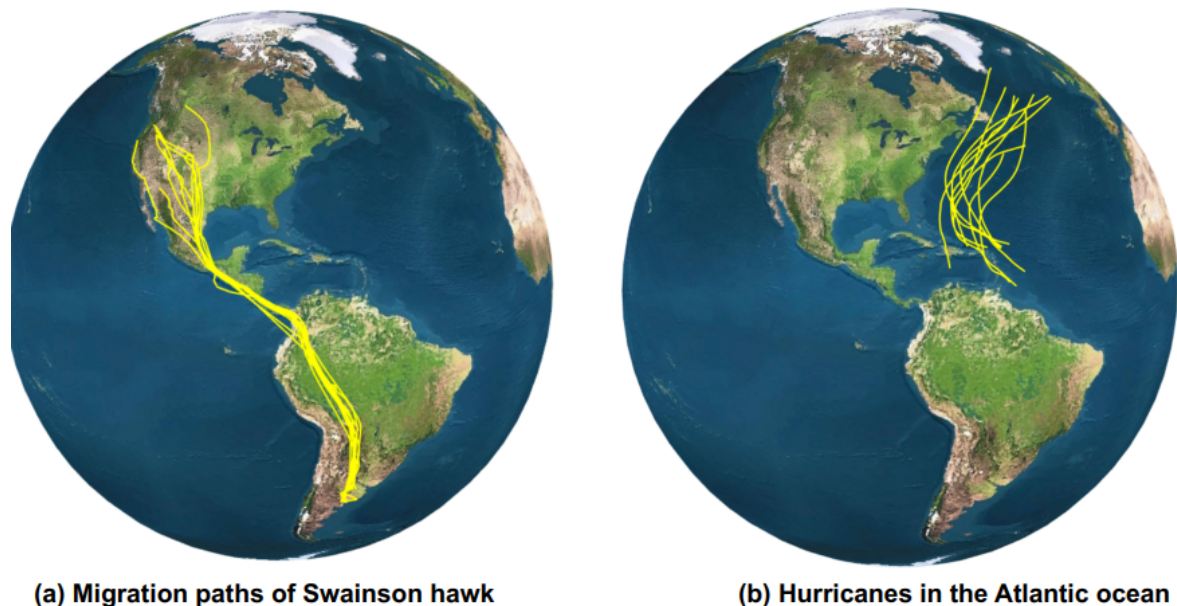 (a) Migration paths of Swainson hawk
(b) Hurricanes in the Atlantic ocean